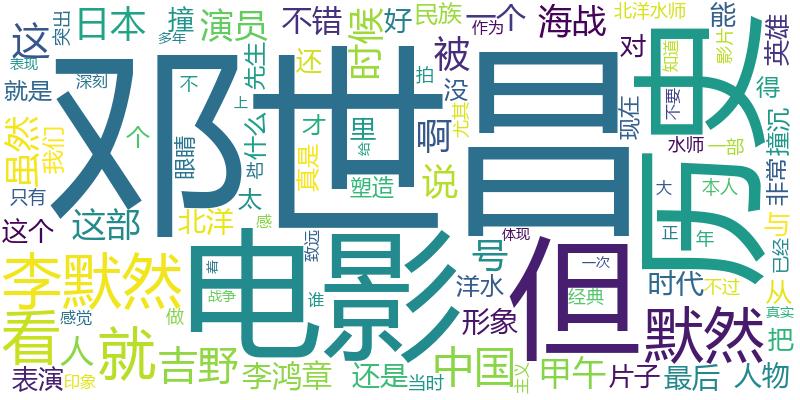 这
突出
日本
撞
演员
不错
时候
好
民族
一个
作为
海战
北洋水师
能
多年
表现
深刻
还
拍
被
对
影片
知道
英雄
就是
不
先生
没
尤其
现在
不要
得
邓世昌
历史
虽然
我们
个
眼睛
上
却
什么
才
里
给
啊
水师
一部
撞沉
非常
只有
真是
塑造
说
大
本人
这个
这部
北洋
太
感
与
李默然
电影
着
致远
号
体现
但
正
年
已经
一次
战争
谁
洋水
经典
时代
不过
从
看
感觉
人
就
做
形象
默然
真实
把
表演
印象
吉野
李鸿章
还是
当时
中国
主义
甲午
片子
最后
人物